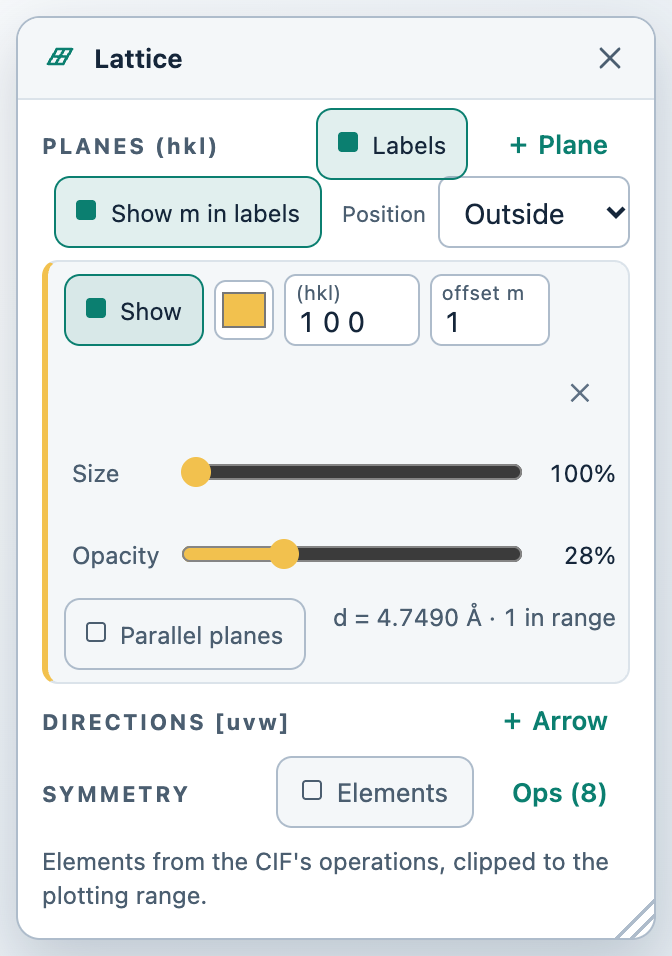 Lattice
PLANES (hkl)
Labels
+ Plane
Show m in labels
Position
Outside
Show
(hkl)
1 0 0
offset m
1
Size
100%
Opacity
28%
Parallel planes
d = 4.7490 Å · 1 in range
DIRECTIONS [uvw]
+ Arrow
SYMMETRY
Elements
Ops (8)
Elements from the CIF's operations, clipped to the
plotting range.